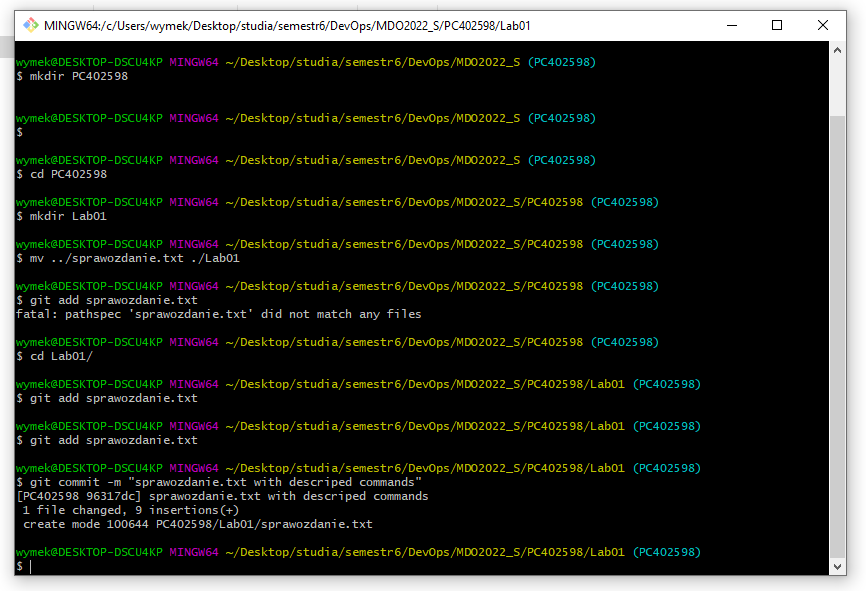 MINGW64:/c/Users/wymek/Desktop/studia/semestr6/DevOps/MDO2022_S/PC402598/Lab01
wymek@DESKTOP-DSCU4KP MINGW64 ~/Desktop/studia/semestr6/DevOps/MDO2022_S (PC402598)
$ mkdir PC402598
wymek@DESKTOP-DSCU4KP MINGW64 ~/Desktop/studia/semestr6/DevOps/MDO2022_S (PC402598)
$
wymek@DESKTOP-DSCU4KP MINGW64 ~/Desktop/studia/semestr6/DevOps/MDO2022_S (PC402598)
$ cd PC402598
wymek@DESKTOP-DSCU4KP MINGW64 ~/Desktop/studia/semestr6/DevOps/MDO2022_S/PC402598 (PC402598)
$ mkdir Lab01
wymek@DESKTOP-DSCU4KP MINGW64 ~/Desktop/studia/semestr6/DevOps/MDO2022_S/PC402598 (PC402598)
$ mv ../sprawozdanie.txt ./Lab01
wymek@DESKTOP-DSCU4KP MINGW64 ~/Desktop/studia/semestr6/DevOps/MDO2022_S/PC402598 (PC402598)
$ git add sprawozdanie.txt
fatal: pathspec 'sprawozdanie.txt' did not match any files
wymek@DESKTOP-DSCU4KP MINGW64 ~/Desktop/studia/semestr6/DevOps/MDO2022_S/PC402598 (PC402598)
$ cd Lab01/
wymek@DESKTOP-DSCU4KP MINGW64 ~/Desktop/studia/semestr6/DevOps/MDO2022_S/PC402598/Lab01 (PC402598)
$ git add sprawozdanie.txt
wymek@DESKTOP-DSCU4KP MINGW64 ~/Desktop/studia/semestr6/DevOps/MDO2022_S/PC402598/Lab01 (PC402598)
$ git add sprawozdanie.txt
wymek@DESKTOP-DSCU4KP MINGW64 ~/Desktop/studia/semestr6/DevOps/MDO2022_S/PC402598/Lab01 (PC402598)
$ git commit -m "sprawozdanie.txt with descriped commands"
[PC402598 96317dc] sprawozdanie.txt with descriped commands
1 file changed, 9 insertions(+)
create mode 100644 PC402598/Lab01/sprawozdanie.txt
wymek@DESKTOP-DSCU4KP MINGW64 ~/Desktop/studia/semestr6/DevOps/MDO2022_S/PC402598/Lab01 (PC402598)
$